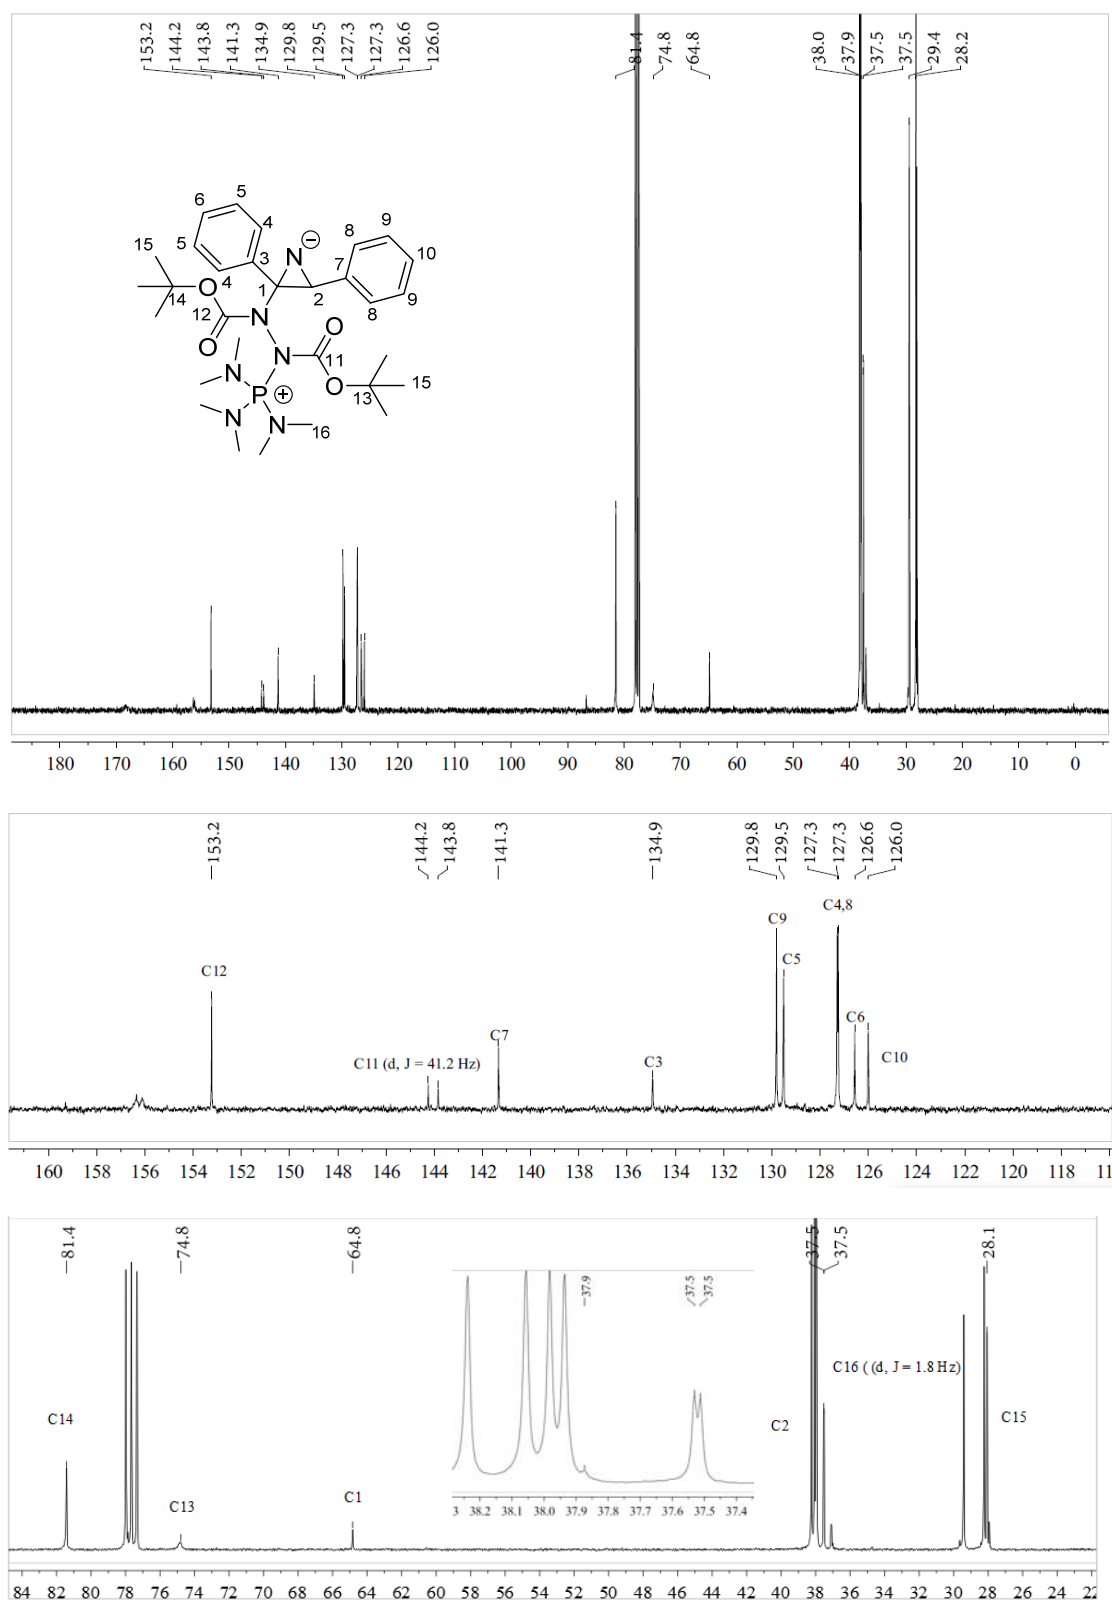 153.2 144.2 143.8 141.3 134.9 129.8 129.5 127.3 127.3 126.6 126.0 81.4 74.8 64.8 38.0 37.9 37.5 37.5 29.4 28.2
5
6 4 9
15 5 N − 8
3 7 10
4
14 O 1 2 9
12 N O 8
O N 11
N O 15
P + 13
N N 16
180 170 160 150 140 130 120 110 100 90 80 70 60 50 40 30 20 10 0
153.2 144.2 143.8 141.3 134.9 129.8 129.5 127.3 127.3 126.6 126.0
C4,8
C9
C5
C12
C6
C7
C11 (d, J = 41.2 Hz) C3 C10
160 158 156 154 152 150 148 146 144 142 140 138 136 134 132 130 128 126 124 122 120 118
81.4 74.8 64.8 37.5 37.5 28.1
37.9 37.5 37.5
C16 ( (d, J = 1.8 Hz)
C14 C2 C15
C13 C1
38.2 38.1 38.0 37.9 37.8 37.7 37.6 37.5 37.4
84 82 80 78 76 74 72 70 68 66 64 62 60 58 56 54 52 50 48 46 44 42 40 38 36 34 32 30 28 26 24